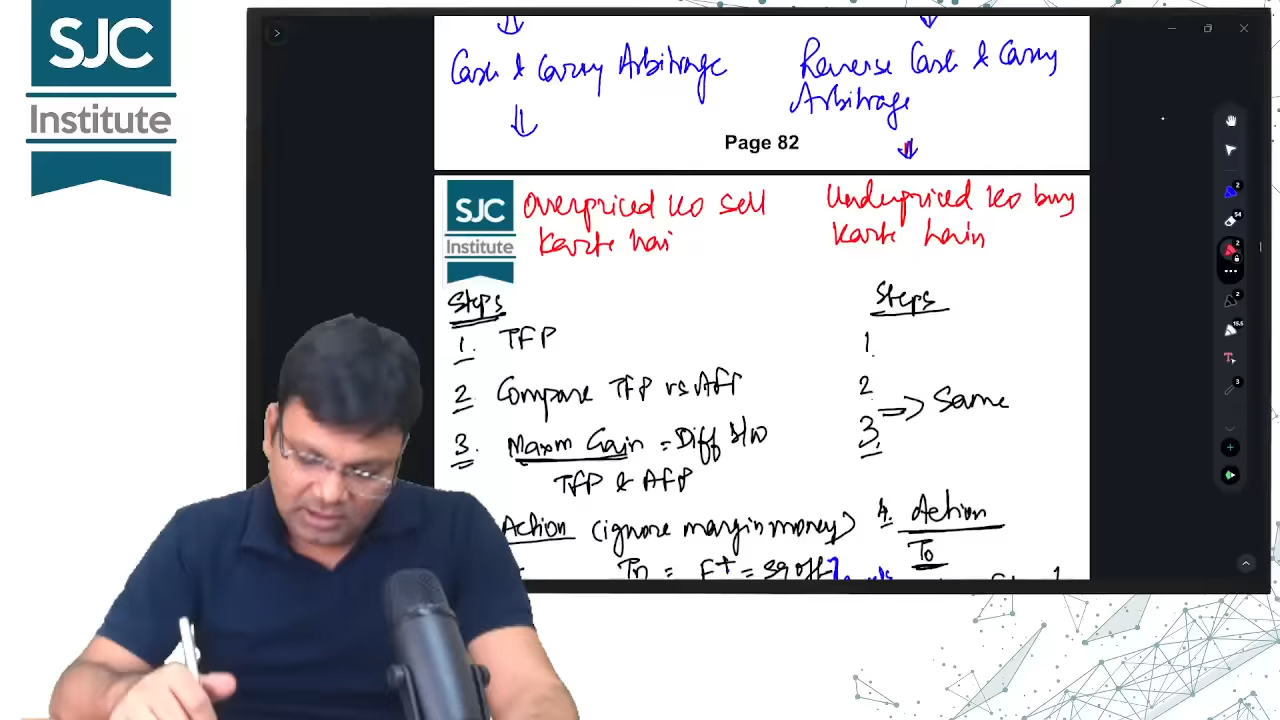 SJC
Institute
Cash & Carry Arbitrage
Reverse Cash & Carry
Arbitrage
Page 82
SJC
Institute
Overpriced ko sell
karte hai
Underpriced ko buy
karte hain
Steps
1. TFP
2. Compare TFP vs AFP
3. Maxm Gain = Diff b/w
TFP & AFP
Action (ignore margin money)
Steps
1.
2
3.
=> Same
4. Action
To